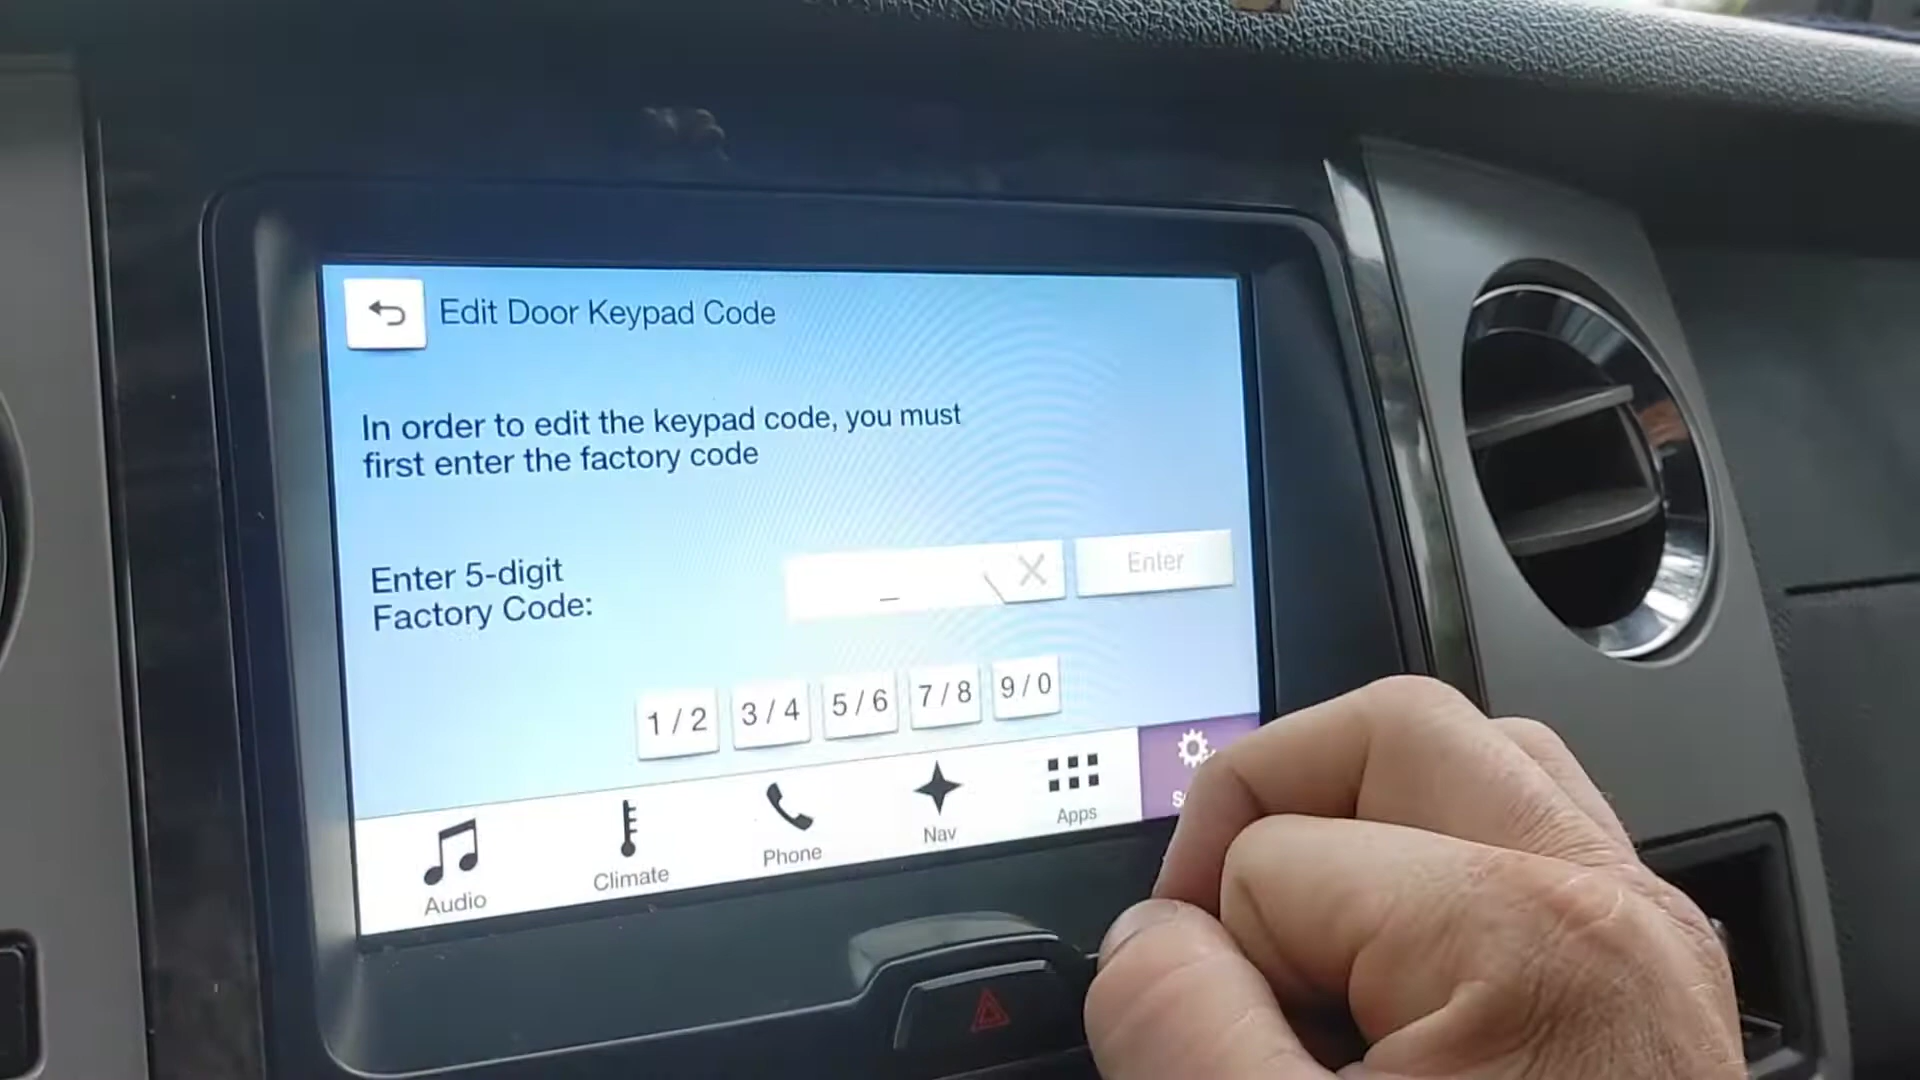 Edit Door Keypad Code
In order to edit the keypad code, you must
first enter the factory code
Enter 5-digit
Factory Code:
_
X
Enter
1 / 2
3 / 4
5 / 6
7 / 8
9 / 0
Audio
Climate
Phone
Nav
Apps